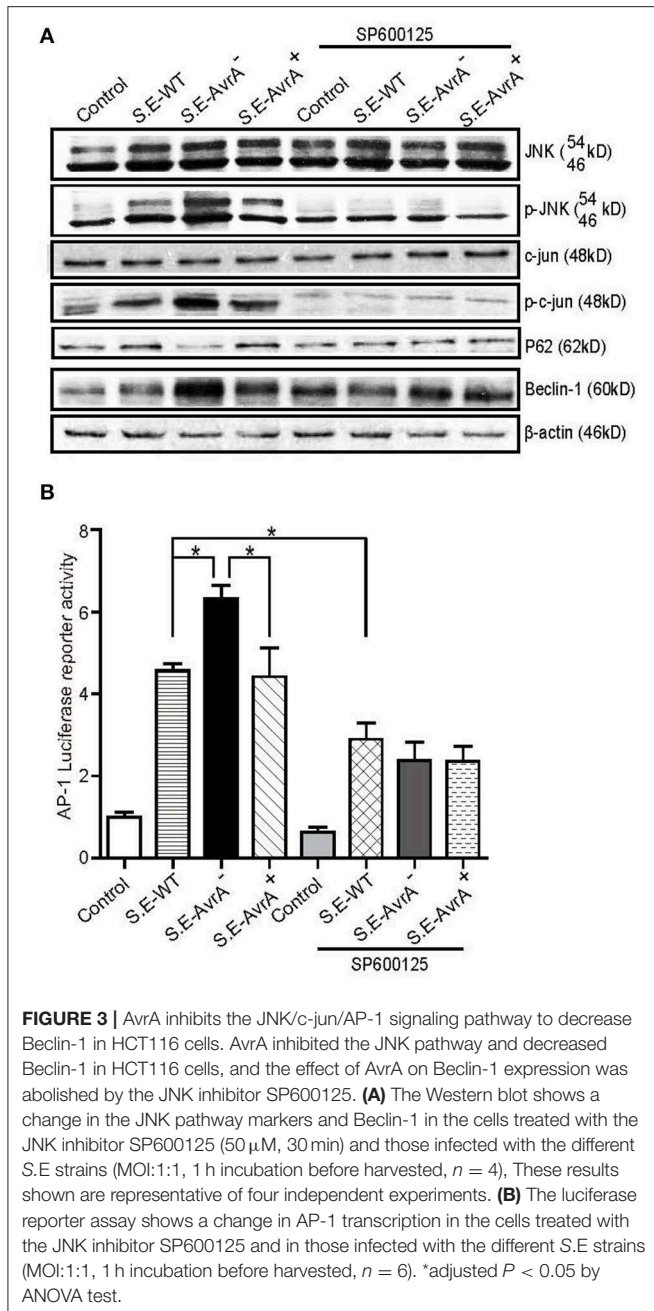 A
SP600125
Control S.E-WT S.E-AvrA⁻ S.E-AvrA⁺ Control S.E-WT S.E-AvrA⁻ S.E-AvrA⁺
JNK (54 46 kD)
p-JNK (54 46 kD)
c-jun (48kD)
p-c-jun (48kD)
P62 (62kD)
Beclin-1 (60kD)
β-actin (46kD)
B
AP-1 Luciferase reporter activity
8
6
4
2
0
* * *
Control S.E-WT S.E-AvrA⁻ S.E-AvrA⁺ Control S.E-WT S.E-AvrA⁻ S.E-AvrA⁺
SP600125
FIGURE 3 | AvrA inhibits the JNK/c-jun/AP-1 signaling pathway to decrease
Beclin-1 in HCT116 cells. AvrA inhibited the JNK pathway and decreased
Beclin-1 in HCT116 cells, and the effect of AvrA on Beclin-1 expression was
abolished by the JNK inhibitor SP600125. (A) The Western blot shows a
change in the JNK pathway markers and Beclin-1 in the cells treated with the
JNK inhibitor SP600125 (50 μM, 30 min) and those infected with the different
S.E strains (MOI:1:1, 1 h incubation before harvested, n = 4), These results
shown are representative of four independent experiments. (B) The luciferase
reporter assay shows a change in AP-1 transcription in the cells treated with
the JNK inhibitor SP600125 and in those infected with the different S.E strains
(MOI:1:1, 1 h incubation before harvested, n = 6). *adjusted P < 0.05 by
ANOVA test.